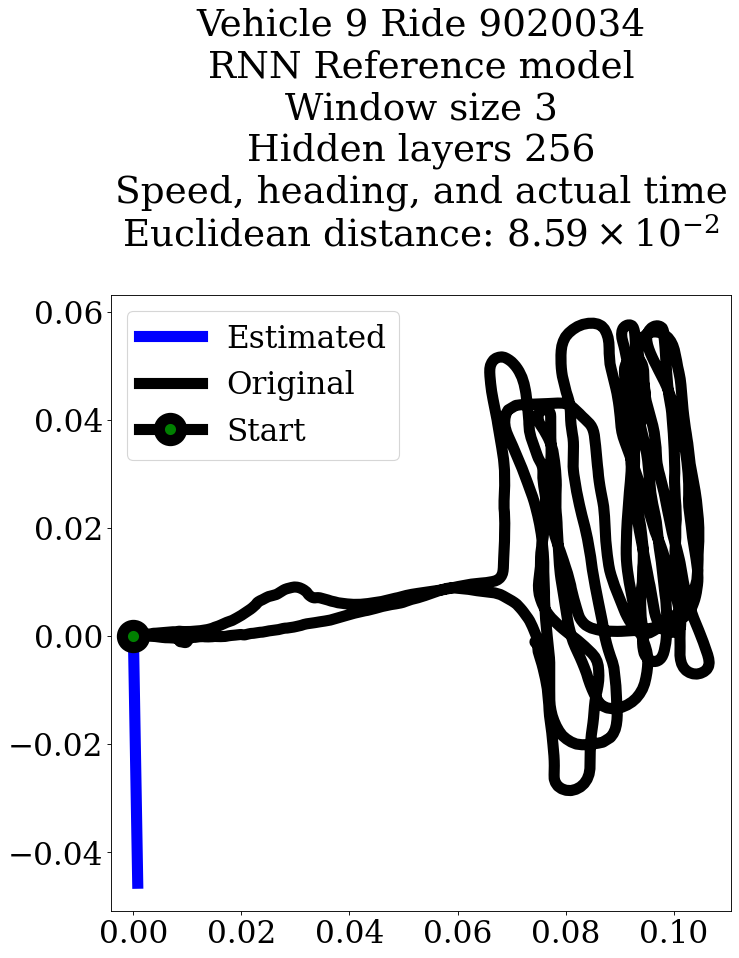 Vehicle 9 Ride 9020034
RNN Reference model
Window size 3
Hidden layers 256
Speed, heading, and actual time
Euclidean distance: 8.59 × 10⁻²
0.06
0.04
0.02
0.00
−0.02
−0.04
Estimated
Original
Start
0.00 0.02 0.04 0.06 0.08 0.10